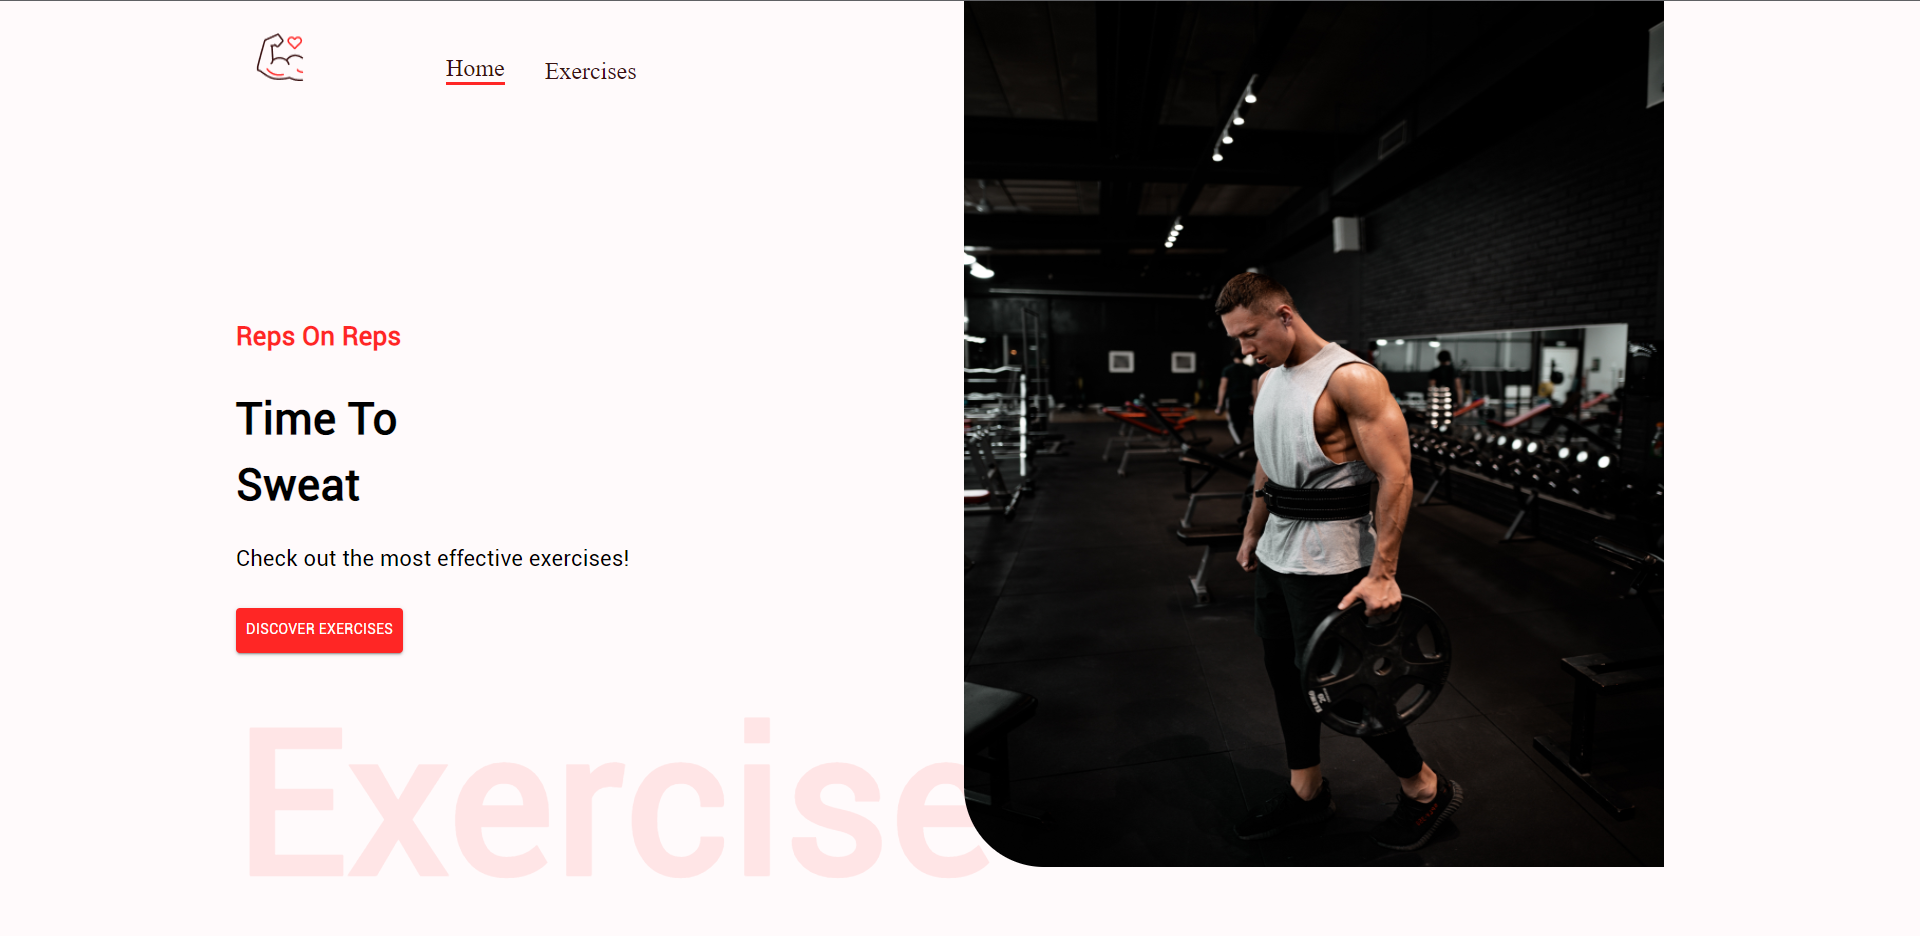 Home Exercises
Reps On Reps
Time To
Sweat
Check out the most effective exercises!
DISCOVER EXERCISES
Exercise